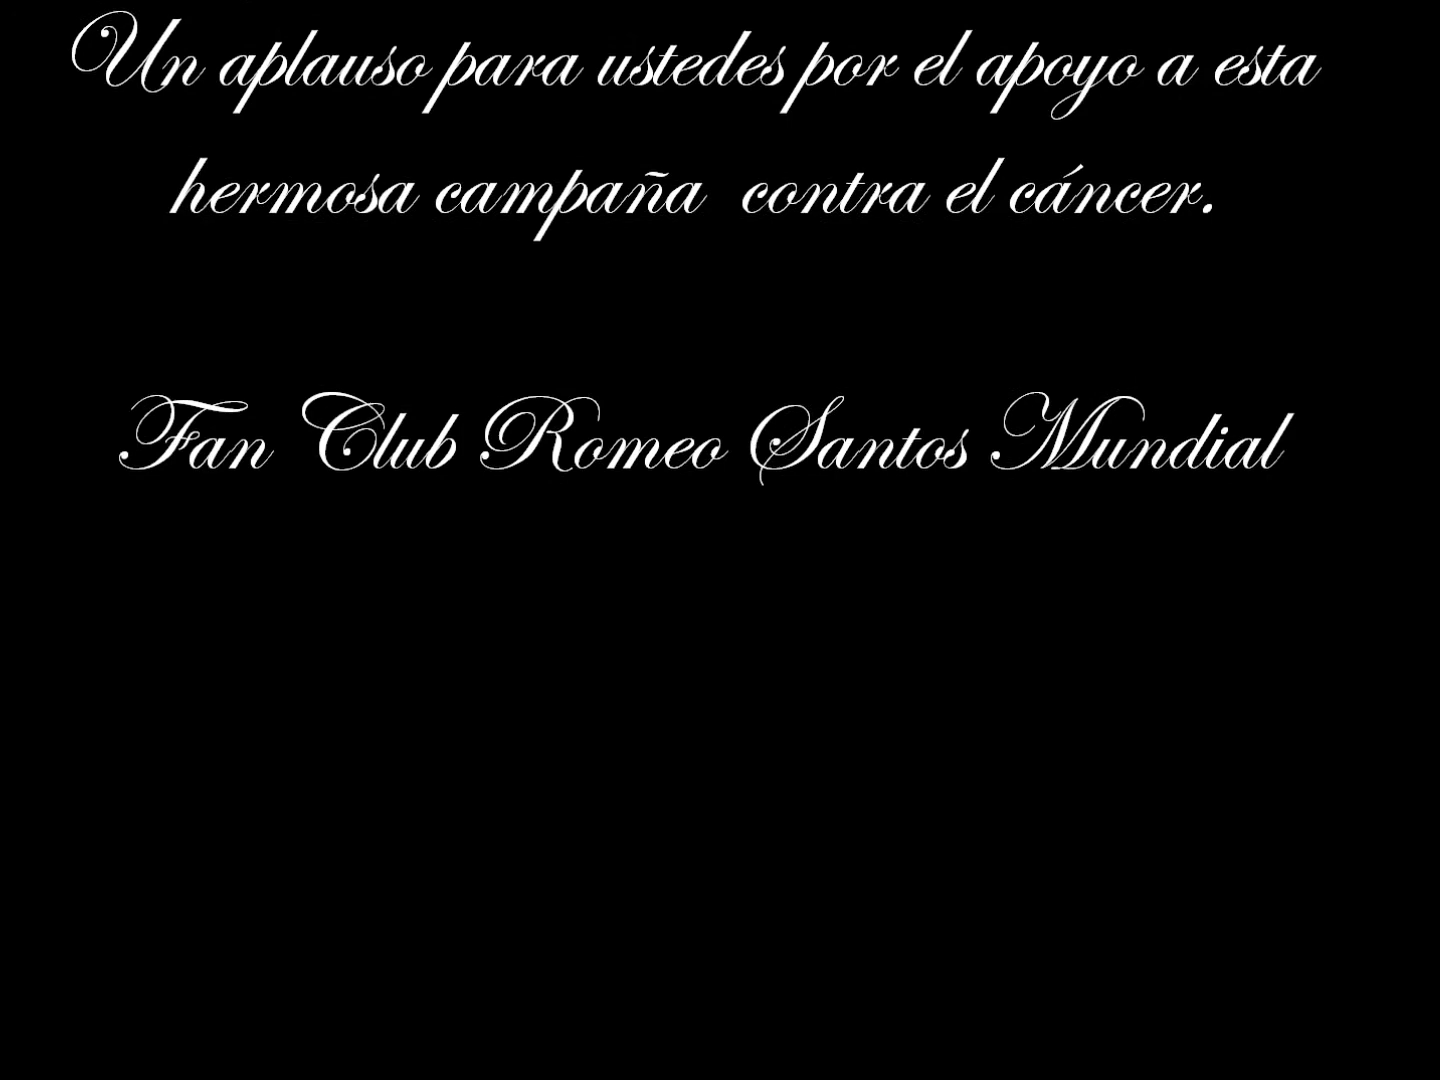 Un aplauso para ustedes por el apoyo a esta
hermosa campaña contra el cáncer.
Fan Club Romeo Santos Mundial